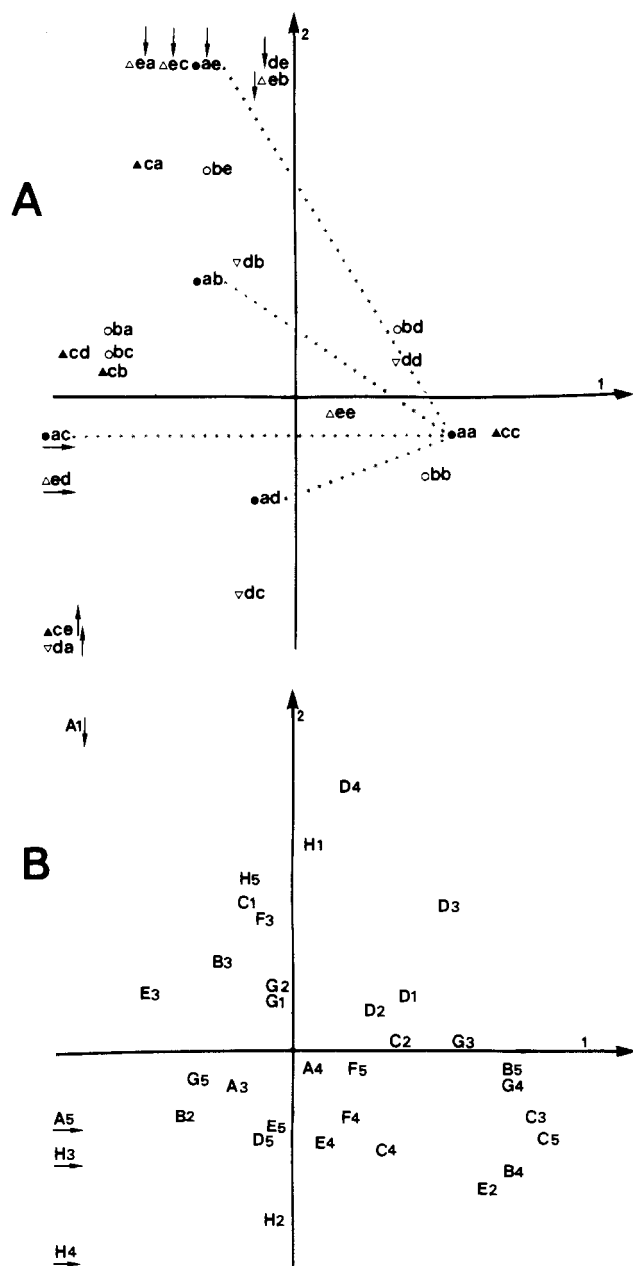 2
ea ec ae de
eb
A
ca be
db
ab
ba bd
cd bc dd
cb
1
ee
ac aa cc
bb
ed ad
dc
ce
da
A1 2
D4
H1
B
H5
C1 D3
F3
B3
G2
E3 G1 D1
D2
C2 G3 1
A4 F5 B5
G5 A3 G4
A5 B2 E5 F4 C3
D5 E4 C4 C5
H3
B4
E2
H2
H4